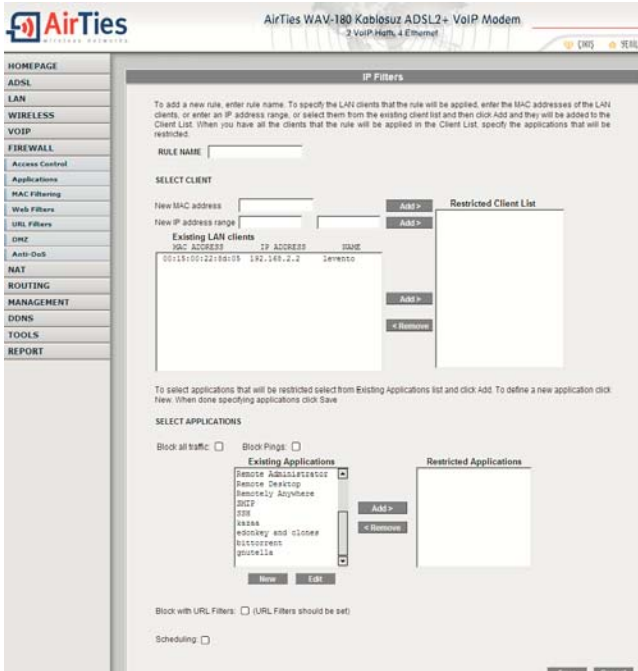 AirTies
wireless networks
AirTies WAV-180 Kablosuz ADSL2+ VoIP Modem
2 VoIP Hattı, 4 Ethernet
ÇIKIŞ
HOMEPAGE
ADSL
LAN
WIRELESS
VOIP
FIREWALL
Access Control
Applications
MAC Filtering
Web Filters
URL Filters
DMZ
Anti-DoS
NAT
ROUTING
MANAGEMENT
DDNS
TOOLS
REPORT
IP Filters
To add a new rule, enter rule name. To specify the LAN clients that the rule will be applied, enter the MAC addresses of the LAN
clients, or enter an IP address range, or select them from the existing client list and then click Add and they will be added to the
Client List. When you have all the clients that the rule will be applied in the Client List, specify the applications that will be
restricted.
RULE NAME
SELECT CLIENT
New MAC address
Add >
Restricted Client List
New IP address range
Add >
Existing LAN clients
MAC ADDRESS IP ADDRESS NAME
00:15:00:22:8d:05 192.168.2.2 levento
Add >
< Remove
To select applications that will be restricted select from Existing Applications list and click Add. To define a new application click
New. When done specifying applications click Save
SELECT APPLICATIONS
Block all traffic: Block Pings:
Existing Applications
Restricted Applications
Remote Administrator
Remote Desktop
Remotely Anywhere
SMTP
SSH
kazaa
edonkey and clones
bittorrent
gnutella
Add >
< Remove
New Edit
Block with URL Filters: (URL Filters should be set)
Scheduling: